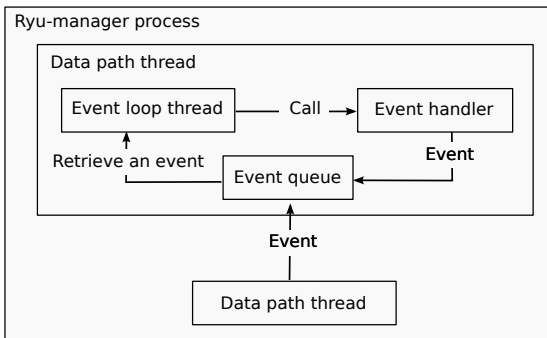 Ryu-manager process
Data path thread
Event loop thread
Call
Event handler
Retrieve an event
Event
Event queue
Event
Data path thread